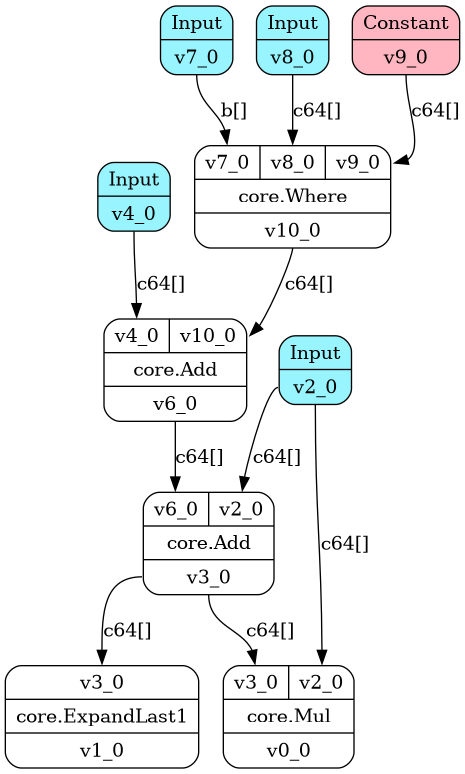 Input
v7_0
Input
v8_0
Constant
v9_0
b[]
c64[]
c64[]
v7_0 v8_0 v9_0
core.Where
v10_0
Input
v4_0
c64[]
c64[]
v4_0 v10_0
core.Add
v6_0
Input
v2_0
c64[]
c64[]
c64[]
v6_0 v2_0
core.Add
v3_0
c64[]
c64[]
v3_0
core.ExpandLast1
v1_0
v3_0 v2_0
core.Mul
v0_0